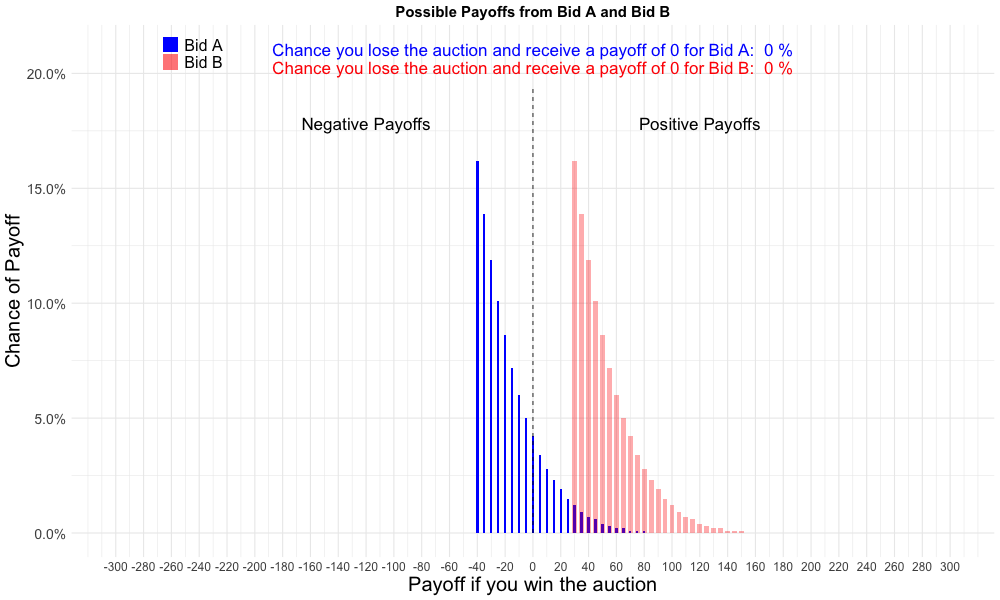 Possible Payoffs from Bid A and Bid B
Bid A
Bid B
Chance you lose the auction and receive a payoff of 0 for Bid A:  0 %
Chance you lose the auction and receive a payoff of 0 for Bid B:  0 %
Negative Payoffs
Positive Payoffs
Chance of Payoff
20.0%
15.0%
10.0%
5.0%
0.0%
-300 -280 -260 -240 -220 -200 -180 -160 -140 -120 -100 -80 -60 -40 -20 0 20 40 60 80 100 120 140 160 180 200 220 240 260 280 300
Payoff if you win the auction